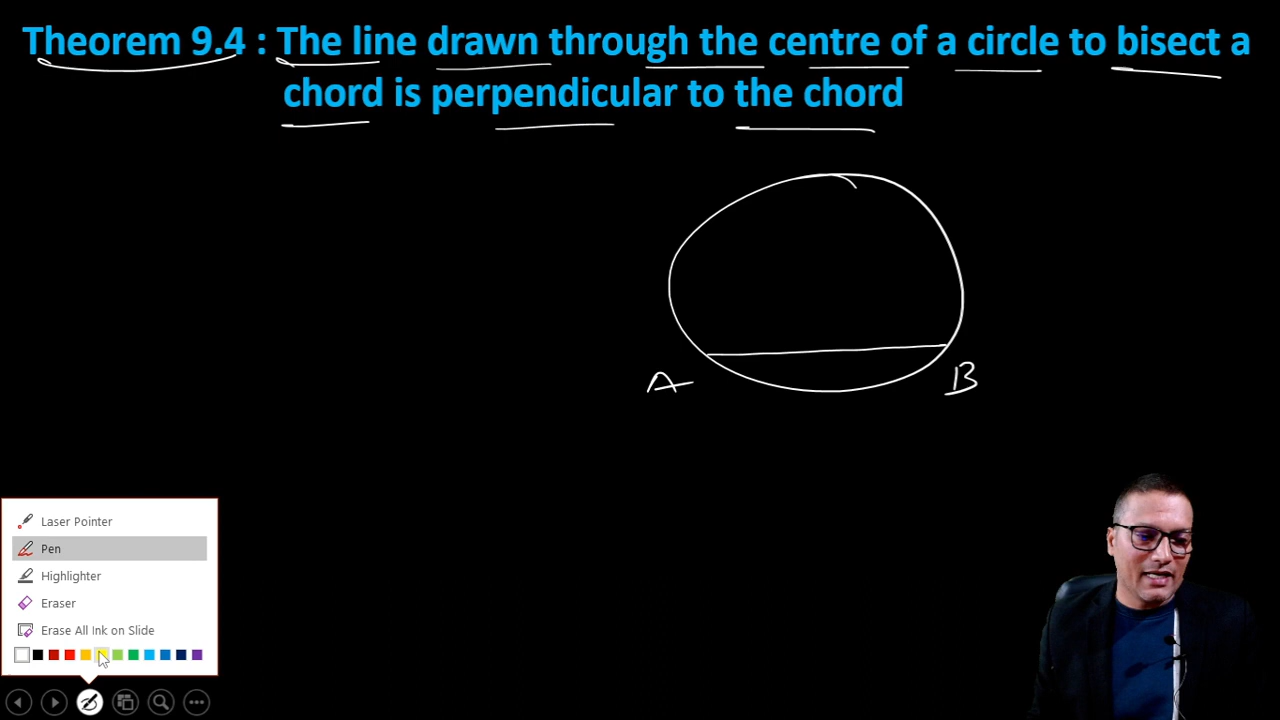 Theorem 9.4 : The line drawn through the centre of a circle to bisect a
chord is perpendicular to the chord
A
B
Laser Pointer
Pen
Highlighter
Eraser
Erase All Ink on Slide